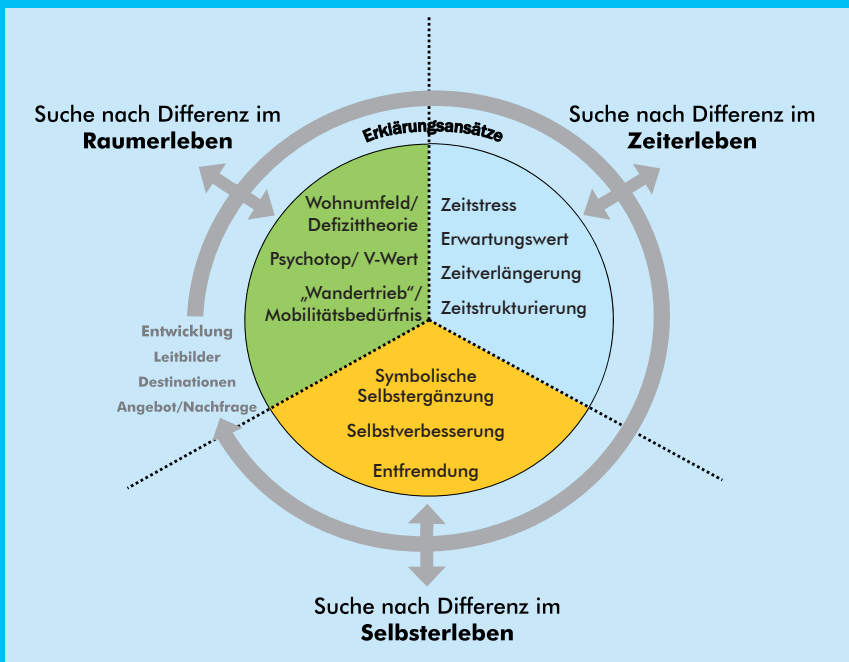 Suche nach Differenz im
Raumerleben
Suche nach Differenz im
Zeiterleben
Erklärungsansätze
Wohnumfeld/
Defizittheorie
Psychotop/ V-Wert
„Wandertrieb“/
Mobilitätsbedürfnis
Zeitstress
Erwartungswert
Zeitverlängerung
Zeitstrukturierung
Entwicklung
Leitbilder
Destinationen
Angebot/Nachfrage
Symbolische
Selbstergänzung
Selbstverbesserung
Entfremdung
Suche nach Differenz im
Selbsterleben